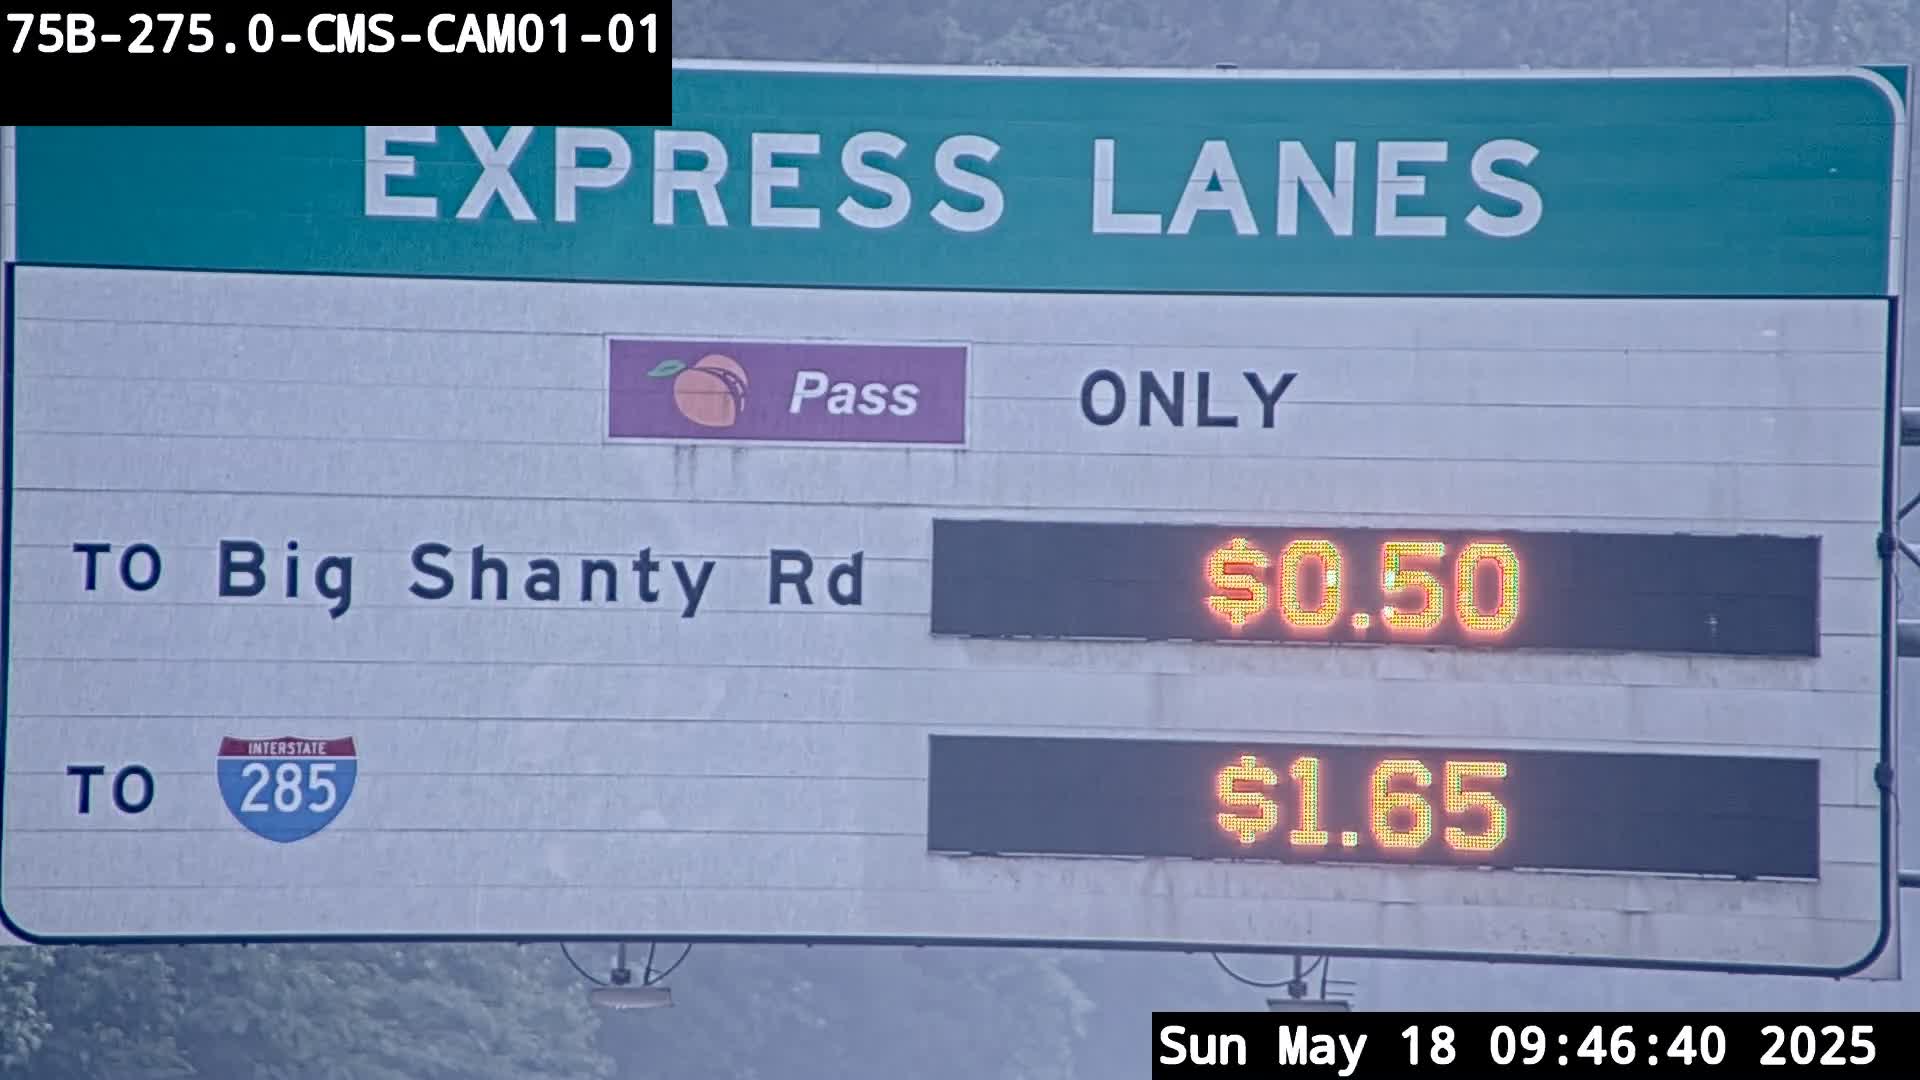 75B-275.0-CMS-CAM01-01
EXPRESS LANES
Pass ONLY
TO Big Shanty Rd $0.50
INTERSTATE
TO 285 $1.65
Sun May 18 09:46:40 2025